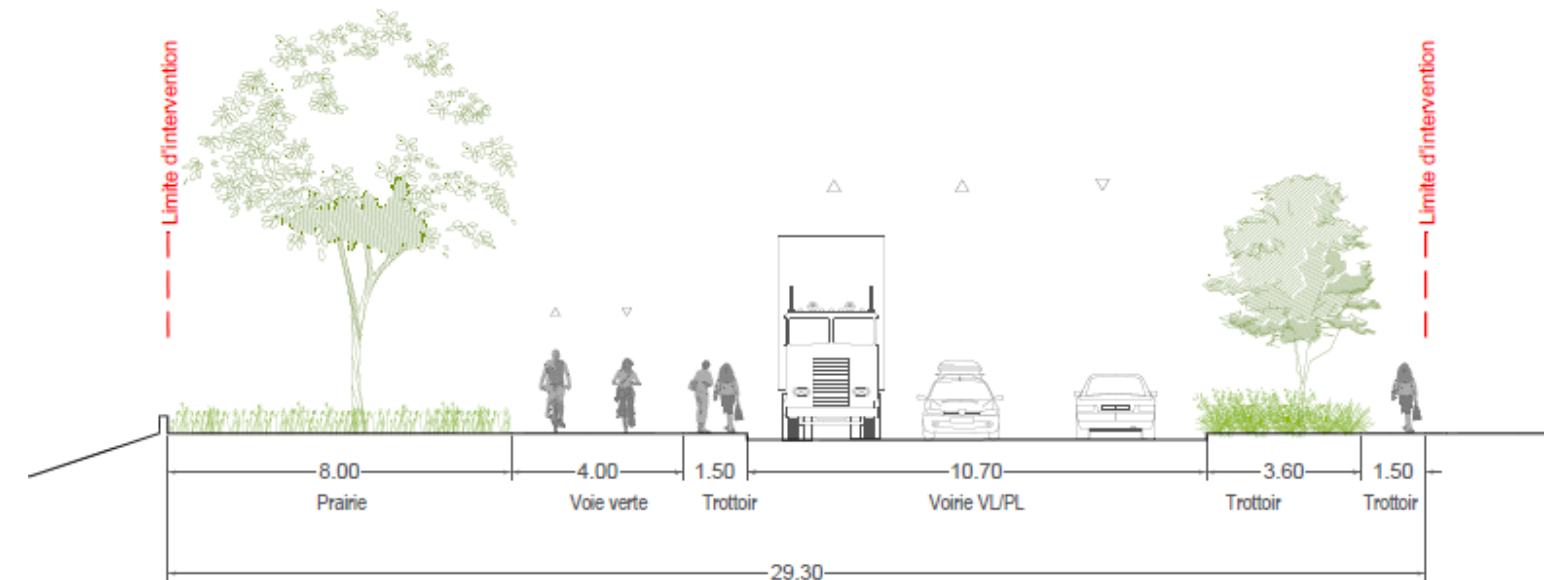 Limite d'intervention
Limite d'intervention
8.00 4.00 1.50 10.70 3.60 1.50
Prairie Voie verte Trottoir Voirie VL/PL Trottoir Trottoir
29.30